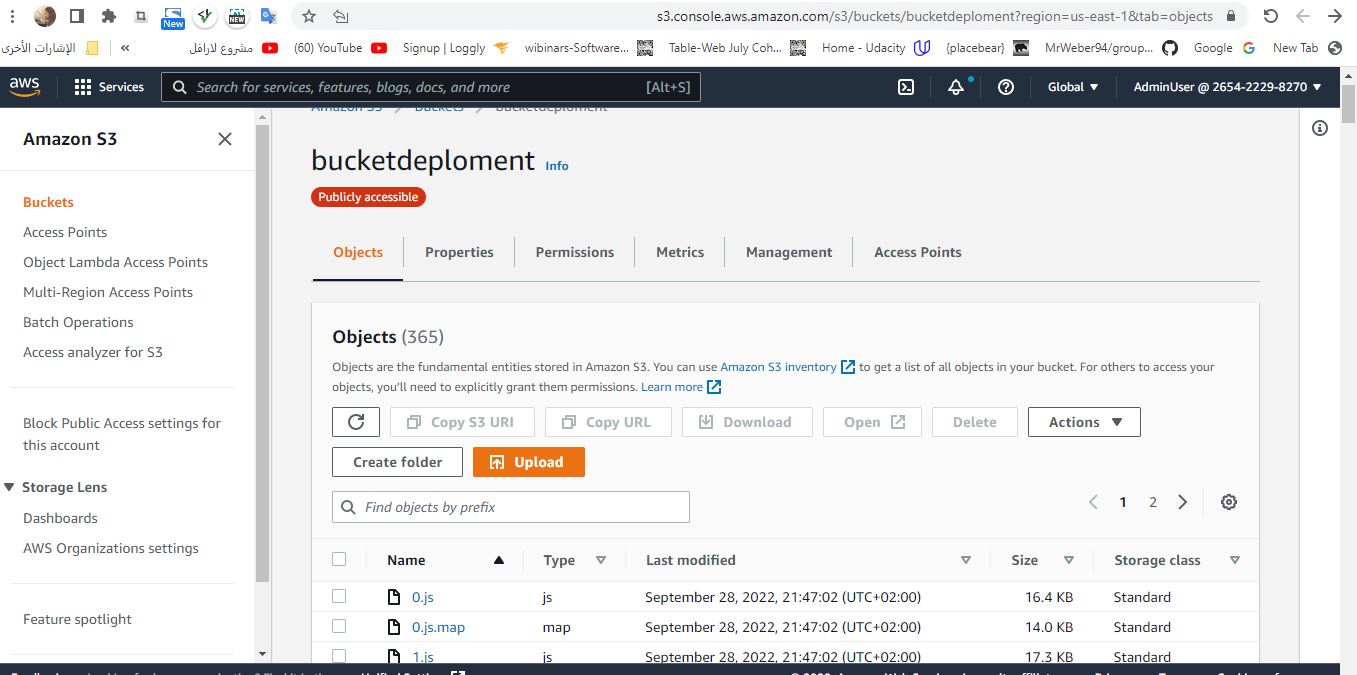 s3.console.aws.amazon.com/s3/buckets/bucketdeploment?region=us-east-1&tab=objects
New
NEW
الإشارات الأخرى
«
مشروع لارافل
(60) YouTube
Signup | Loggly
wibinars-Software...
Table-Web July Coh...
Home - Udacity
{placebear}
MrWeber94/group...
Google
New Tab
aws
Services
Search for services, features, blogs, docs, and more
[Alt+S]
Global
AdminUser @ 2654-2229-8270
Amazon S3
Buckets
Access Points
Object Lambda Access Points
Multi-Region Access Points
Batch Operations
Access analyzer for S3
Block Public Access settings for
this account
Storage Lens
Dashboards
AWS Organizations settings
Feature spotlight
Amazon S3 > Buckets > bucketdeploment
bucketdeploment Info
Publicly accessible
Objects
Properties
Permissions
Metrics
Management
Access Points
Objects (365)
Objects are the fundamental entities stored in Amazon S3. You can use Amazon S3 inventory to get a list of all objects in your bucket. For others to access your
objects, you'll need to explicitly grant them permissions. Learn more
Copy S3 URI
Copy URL
Download
Open
Delete
Actions
Create folder
Upload
Find objects by prefix
1 2
Name Type Last modified Size Storage class
0.js js September 28, 2022, 21:47:02 (UTC+02:00) 16.4 KB Standard
0.js.map map September 28, 2022, 21:47:02 (UTC+02:00) 14.0 KB Standard
1.js js September 28, 2022, 21:47:02 (UTC+02:00) 17.3 KB Standard